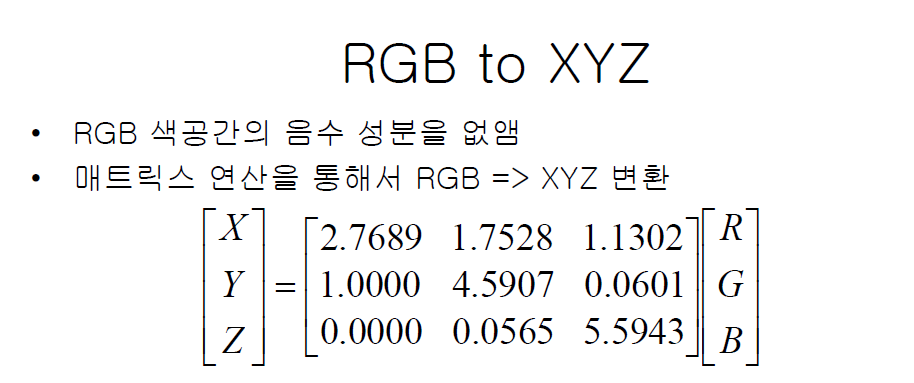 RGB to XYZ
• RGB 색공간의 음수 성분을 없앰
• 매트릭스 연산을 통해서 RGB => XYZ 변환
X 2.7689 1.7528 1.1302 R
Y = 1.0000 4.5907 0.0601 G
Z 0.0000 0.0565 5.5943 B